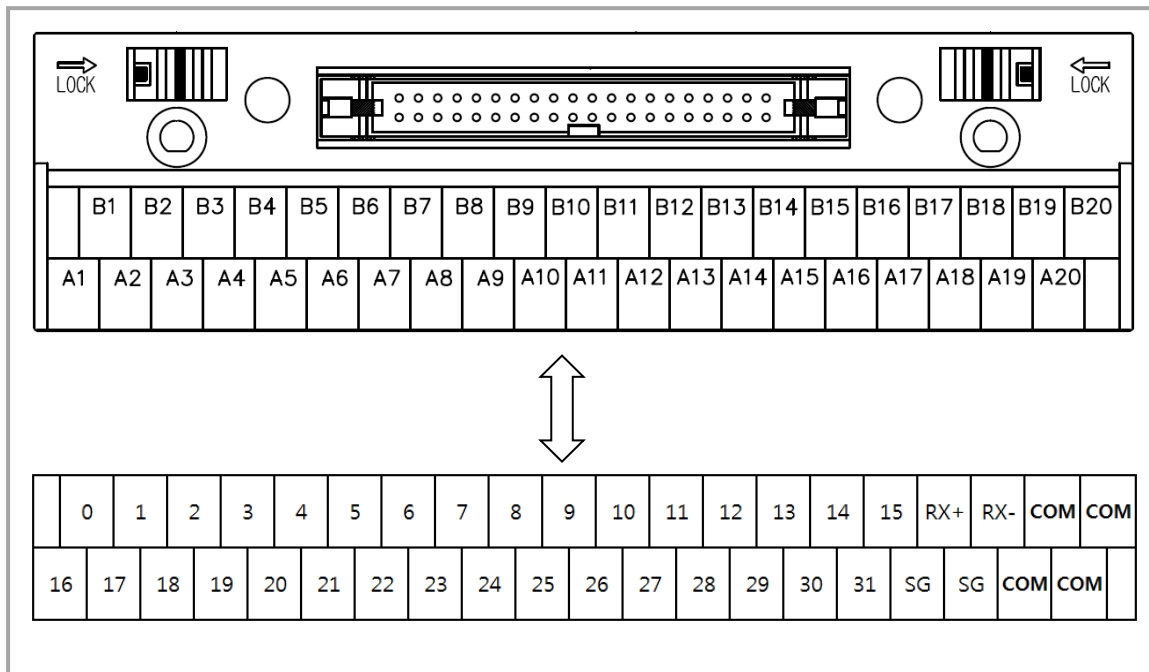 LOCK LOCK
B1 B2 B3 B4 B5 B6 B7 B8 B9 B10 B11 B12 B13 B14 B15 B16 B17 B18 B19 B20
A1 A2 A3 A4 A5 A6 A7 A8 A9 A10 A11 A12 A13 A14 A15 A16 A17 A18 A19 A20
0 1 2 3 4 5 6 7 8 9 10 11 12 13 14 15 RX+ RX- COM COM
16 17 18 19 20 21 22 23 24 25 26 27 28 29 30 31 SG SG COM COM